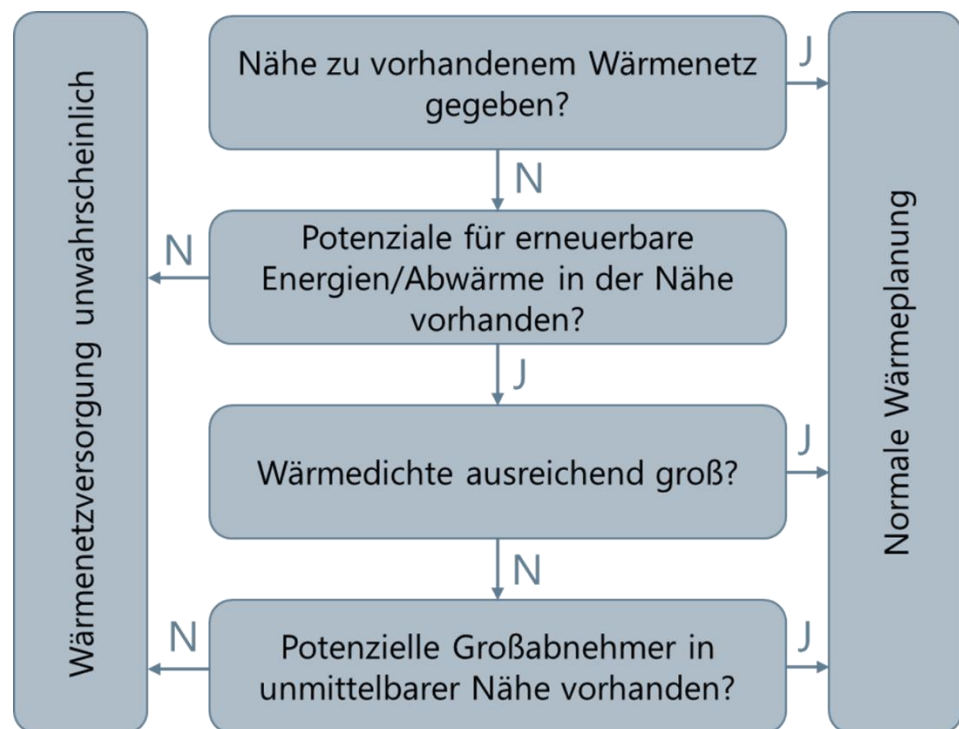 Wärmenetzversorgung unwahrscheinlich
Nähe zu vorhandenem Wärmenetz
gegeben?
J
N
Potenziale für erneuerbare
Energien/Abwärme in der Nähe
vorhanden?
N
J
Wärmedichte ausreichend groß?
J
N
Potenzielle Großabnehmer in
unmittelbarer Nähe vorhanden?
N
J
Normale Wärmeplanung